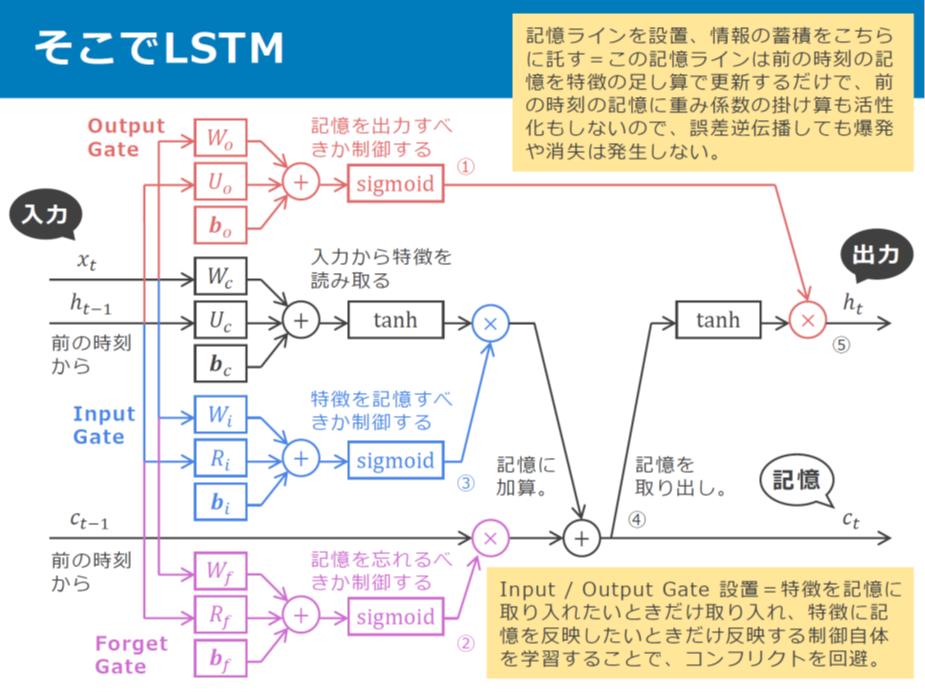 そこでLSTM
記憶ラインを設置、情報の蓄積をこちら
に託す＝この記憶ラインは前の時刻の記
憶を特徴の足し算で更新するだけで、前
の時刻の記憶に重み係数の掛け算も活性
化もしないので、誤差逆伝播しても爆発
や消失は発生しない。
Output
Gate
W_o
U_o
b_o
+
記憶を出力すべ
きか制御する
sigmoid
①
入力
x_t
h_{t-1}
前の時刻
から
W_c
U_c
b_c
+
入力から特徴を
読み取る
tanh
×
tanh
×
出力
h_t
⑤
Input
Gate
W_i
R_i
b_i
+
特徴を記憶すべ
きか制御する
sigmoid
③
記憶に
加算。
記憶を
取り出し。
④
記憶
c_{t-1}
前の時刻
から
×
+
c_t
Forget
Gate
W_f
R_f
b_f
+
記憶を忘れるべ
きか制御する
sigmoid
②
Input / Output Gate 設置＝特徴を記憶に
取り入れたいときだけ取り入れ、特徴に記
憶を反映したいときだけ反映する制御自体
を学習することで、コンフリクトを回避。